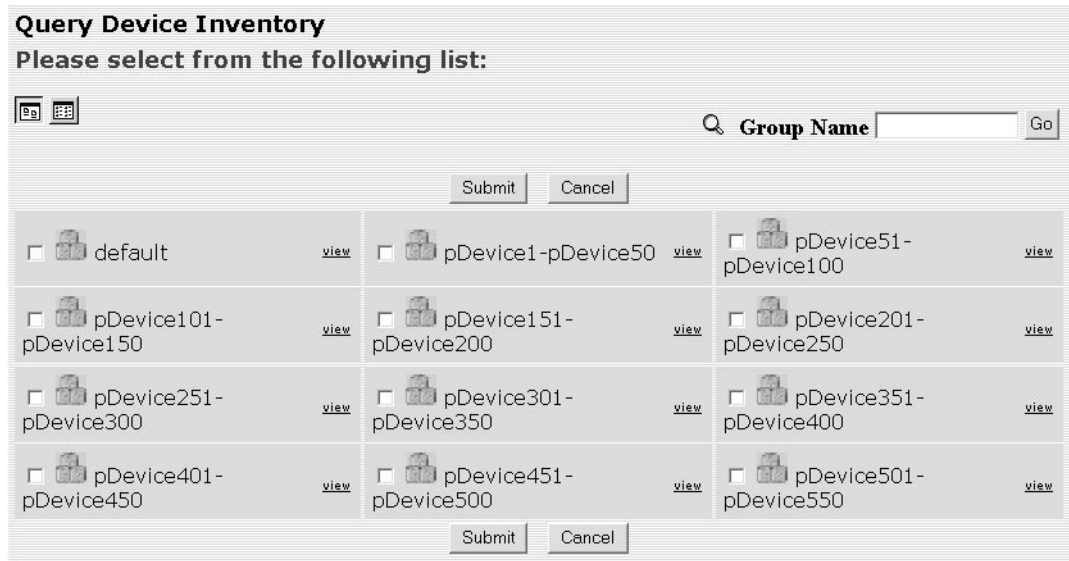 Query Device Inventory
Please select from the following list:
Group Name Go
Submit Cancel
default view pDevice1-pDevice50 view pDevice51-
pDevice100 view
pDevice101- view pDevice151- view pDevice201- view
pDevice150 pDevice200 pDevice250
pDevice251- view pDevice301- view pDevice351- view
pDevice300 pDevice350 pDevice400
pDevice401- view pDevice451- view pDevice501- view
pDevice450 pDevice500 pDevice550
Submit Cancel